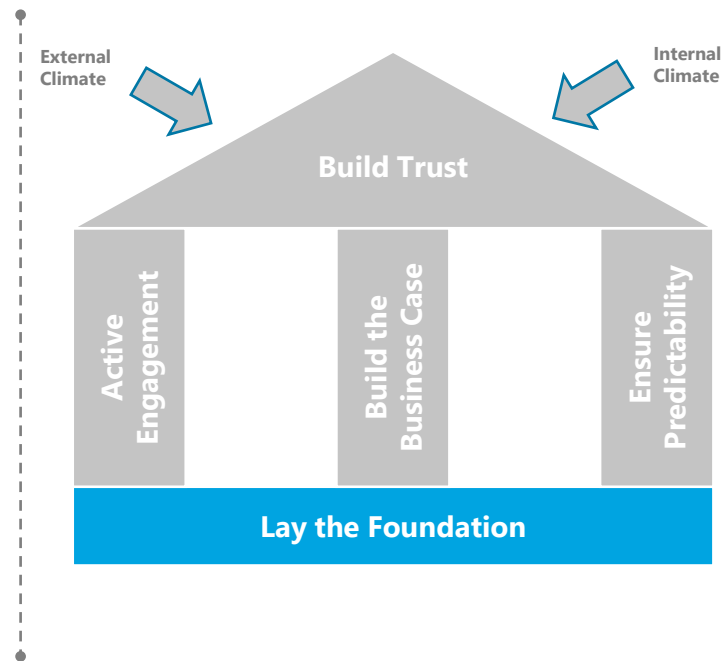 External
Climate
Internal
Climate
Build Trust
Active
Engagement
Build the
Business Case
Ensure
Predictability
Lay the Foundation